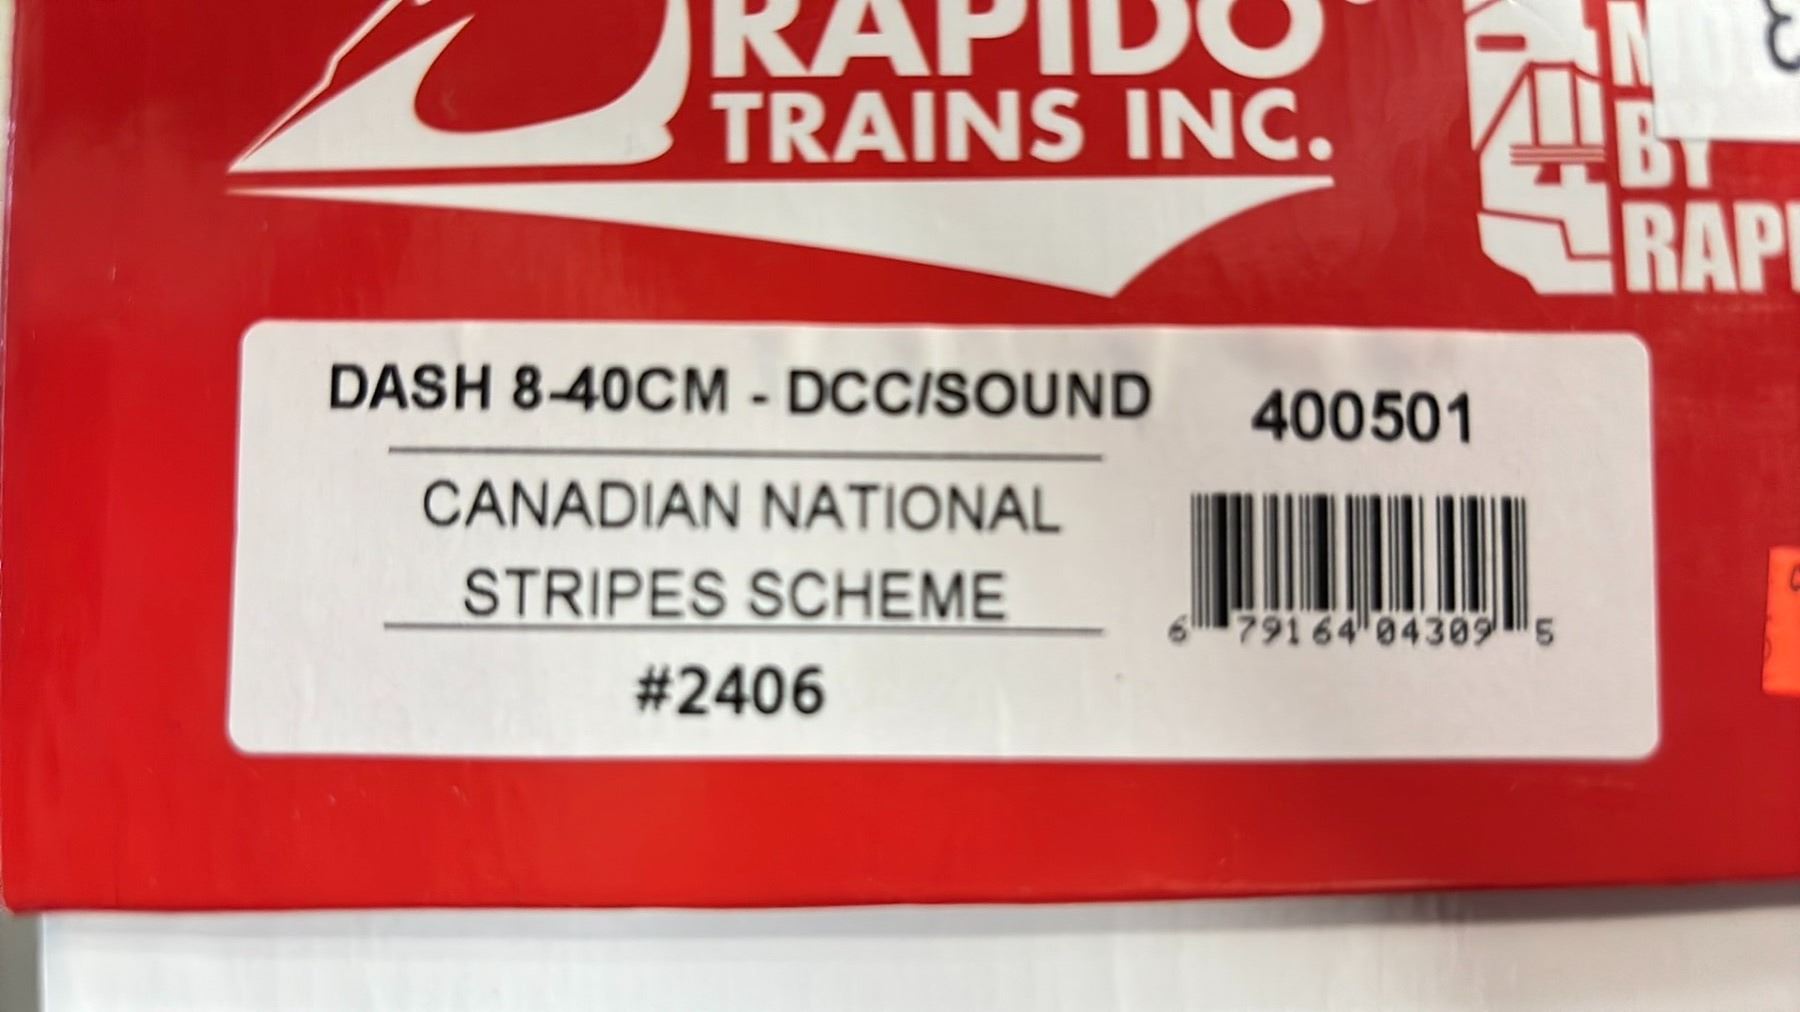 RAPIDO
TRAINS INC.
BY
DASH 8-40CM - DCC/SOUND
400501
CANADIAN NATIONAL
STRIPES SCHEME
#2406
6 79164 04309 5